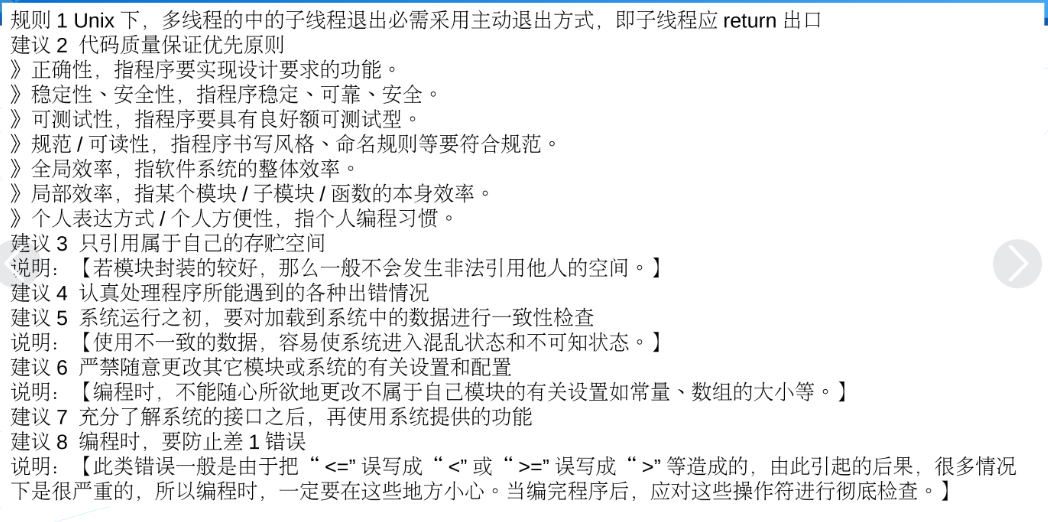 规则 1 Unix 下，多线程的中的子线程退出必需采用主动退出方式，即子线程应 return 出口
建议 2 代码质量保证优先原则
》正确性，指程序要实现设计要求的功能。
》稳定性、安全性，指程序稳定、可靠、安全。
》可测试性，指程序要具有良好额可测试型。
》规范 / 可读性，指程序书写风格、命名规则等要符合规范。
》全局效率，指软件系统的整体效率。
》局部效率，指某个模块 / 子模块 / 函数的本身效率。
》个人表达方式 / 个人方便性，指个人编程习惯。
建议 3 只引用属于自己的存贮空间
说明：【若模块封装的较好，那么一般不会发生非法引用他人的空间。】
建议 4 认真处理程序所能遇到的各种出错情况
建议 5 系统运行之初，要对加载到系统中的数据进行一致性检查
说明：【使用不一致的数据，容易使系统进入混乱状态和不可知状态。】
建议 6 严禁随意更改其它模块或系统的有关设置和配置
说明：【编程时，不能随心所欲地更改不属于自己模块的有关设置如常量、数组的大小等。】
建议 7 充分了解系统的接口之后，再使用系统提供的功能
建议 8 编程时，要防止差 1 错误
说明：【此类错误一般是由于把“ <=” 误写成“ <” 或“ >=” 误写成“ >” 等造成的，由此引起的后果，很多情况
下是很严重的，所以编程时，一定要在这些地方小心。当编完程序后，应对这些操作符进行彻底检查。】